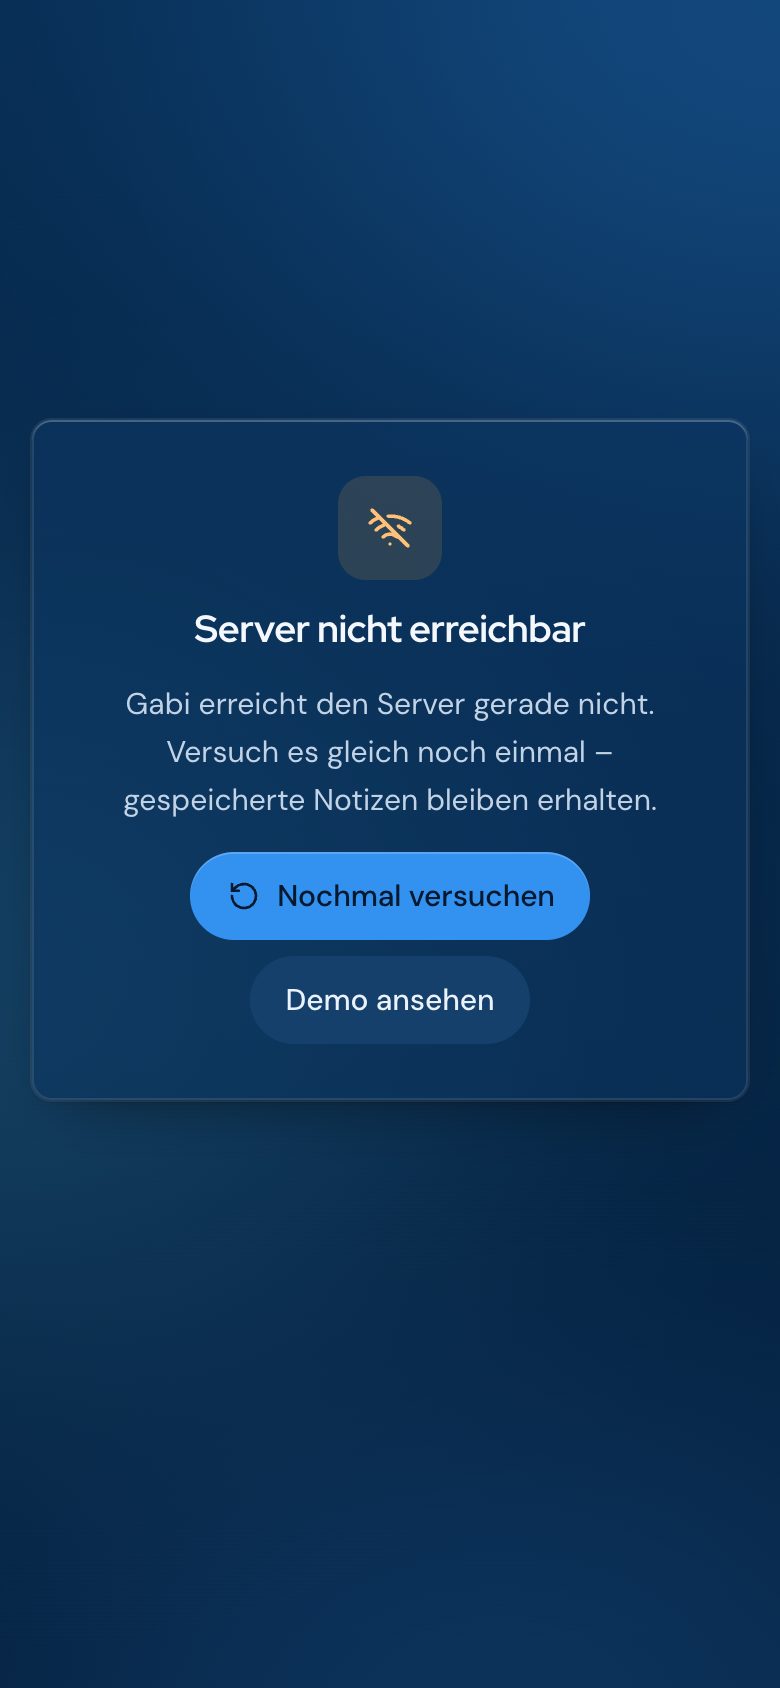 Server nicht erreichbar
Gabi erreicht den Server gerade nicht.
Versuch es gleich noch einmal –
gespeicherte Notizen bleiben erhalten.
Nochmal versuchen
Demo ansehen